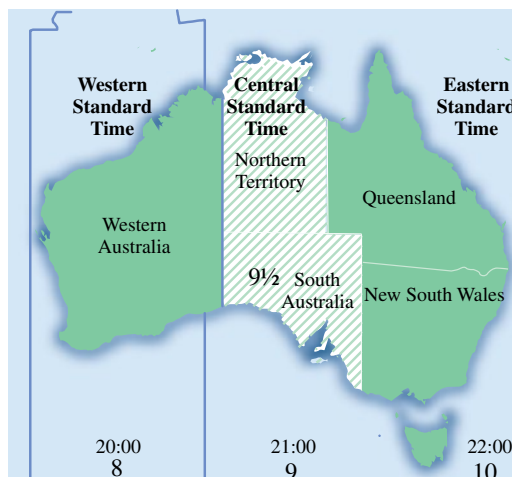 Western
Standard
Time
Central
Standard
Time
Eastern
Standard
Time
Northern
Territory
Queensland
Western
Australia
9½
South
Australia
New South Wales
20:00
8
21:00
9
22:00
10